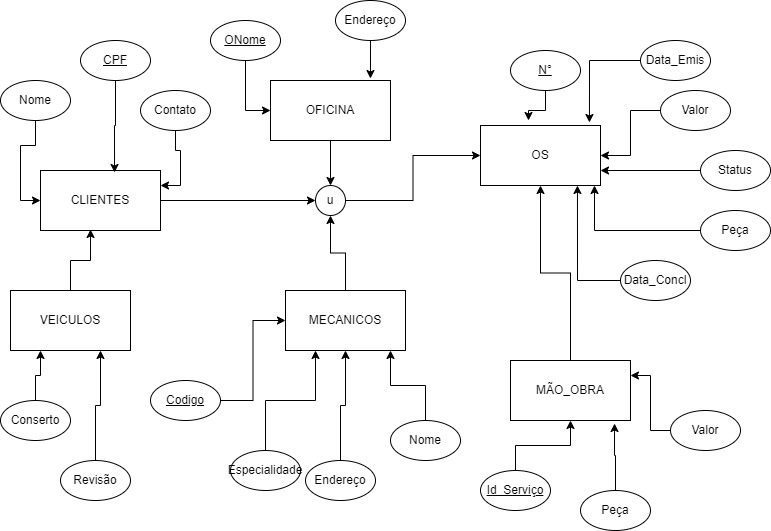 Endereço
ONome
CPF
Data_Emis
N°
Nome
Contato
OFICINA
Valor
OS
Status
CLIENTES
u
Peça
Data_Concl
VEICULOS
MECANICOS
MÃO_OBRA
Codigo
Conserto
Valor
Nome
Especialidade
Revisão
Endereço
Id_Serviço
Peça